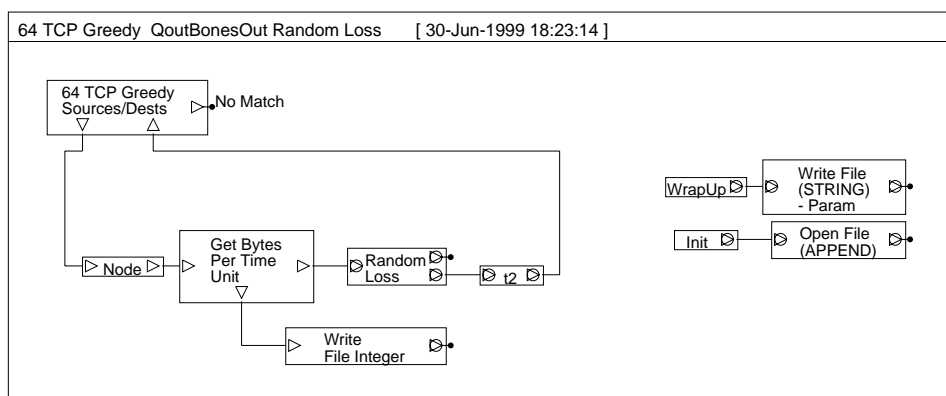 64 TCP Greedy QoutBonesOut Random Loss [ 30-Jun-1999 18:23:14 ]
64 TCP Greedy
Sources/Dests
No Match
WrapUp
Write File
(STRING)
- Param
Init
Open File
(APPEND)
Node
Get Bytes
Per Time
Unit
Random
Loss
t2
Write
File Integer